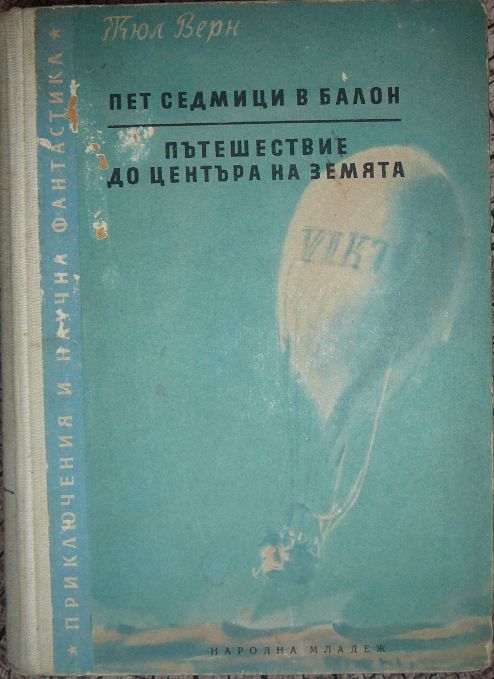 Жюл Верн
ПЕТ СЕДМИЦИ В БАЛОН
ПЪТЕШЕСТВИЕ
ДО ЦЕНТЪРА НА ЗЕМЯТА
★ ПРИКЛЮЧЕНИЯ И НАУЧНА ФАНТАСТИКА ★
НАРОДНА МЛАДЕЖ